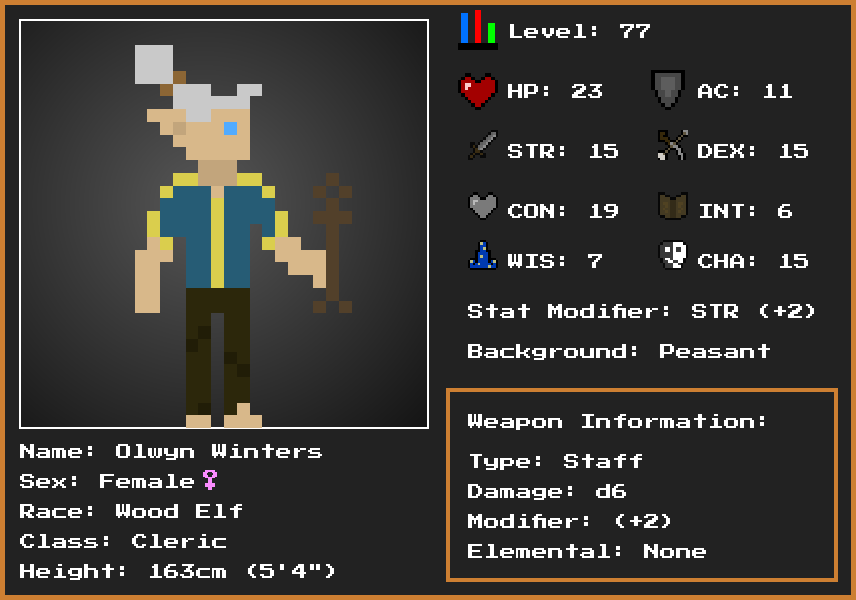 Level: 77
HP: 23 AC: 11
STR: 15 DEX: 15
CON: 19 INT: 6
WIS: 7 CHA: 15
Stat Modifier: STR (+2)
Background: Peasant
Weapon Information:
Type: Staff
Damage: d6
Modifier: (+2)
Elemental: None
Name: Olwyn Winters
Sex: Female♀
Race: Wood Elf
Class: Cleric
Height: 163cm (5'4")